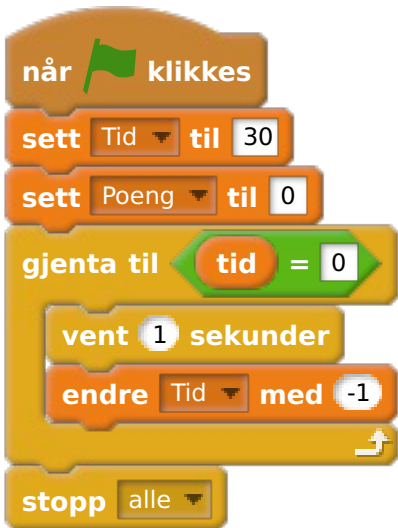 når klikkes
sett Tid til 30
sett Poeng til 0
gjenta til tid = 0
vent 1 sekunder
endre Tid med -1
stopp alle